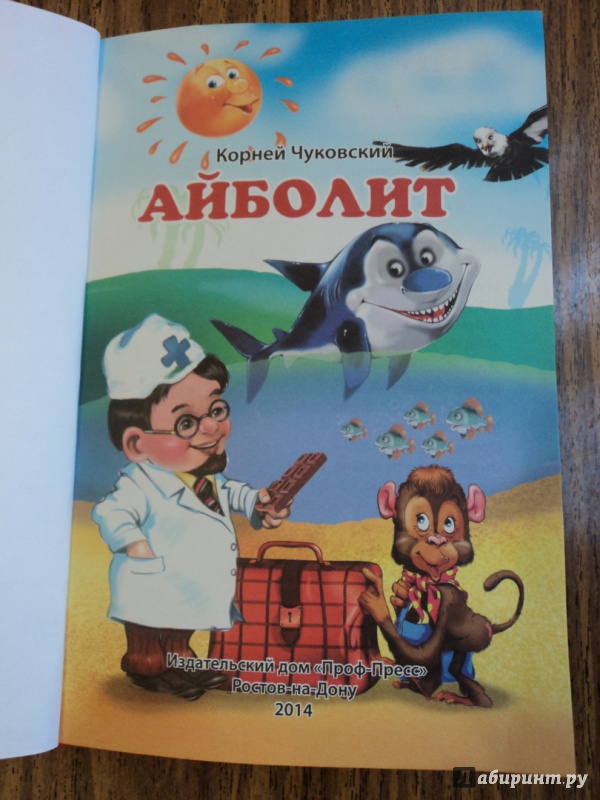 Корней Чуковский
АЙБОЛИТ
Издательский дом «Проф-Пресс»
Ростов-на-Дону
2014
Лабиринт.ру